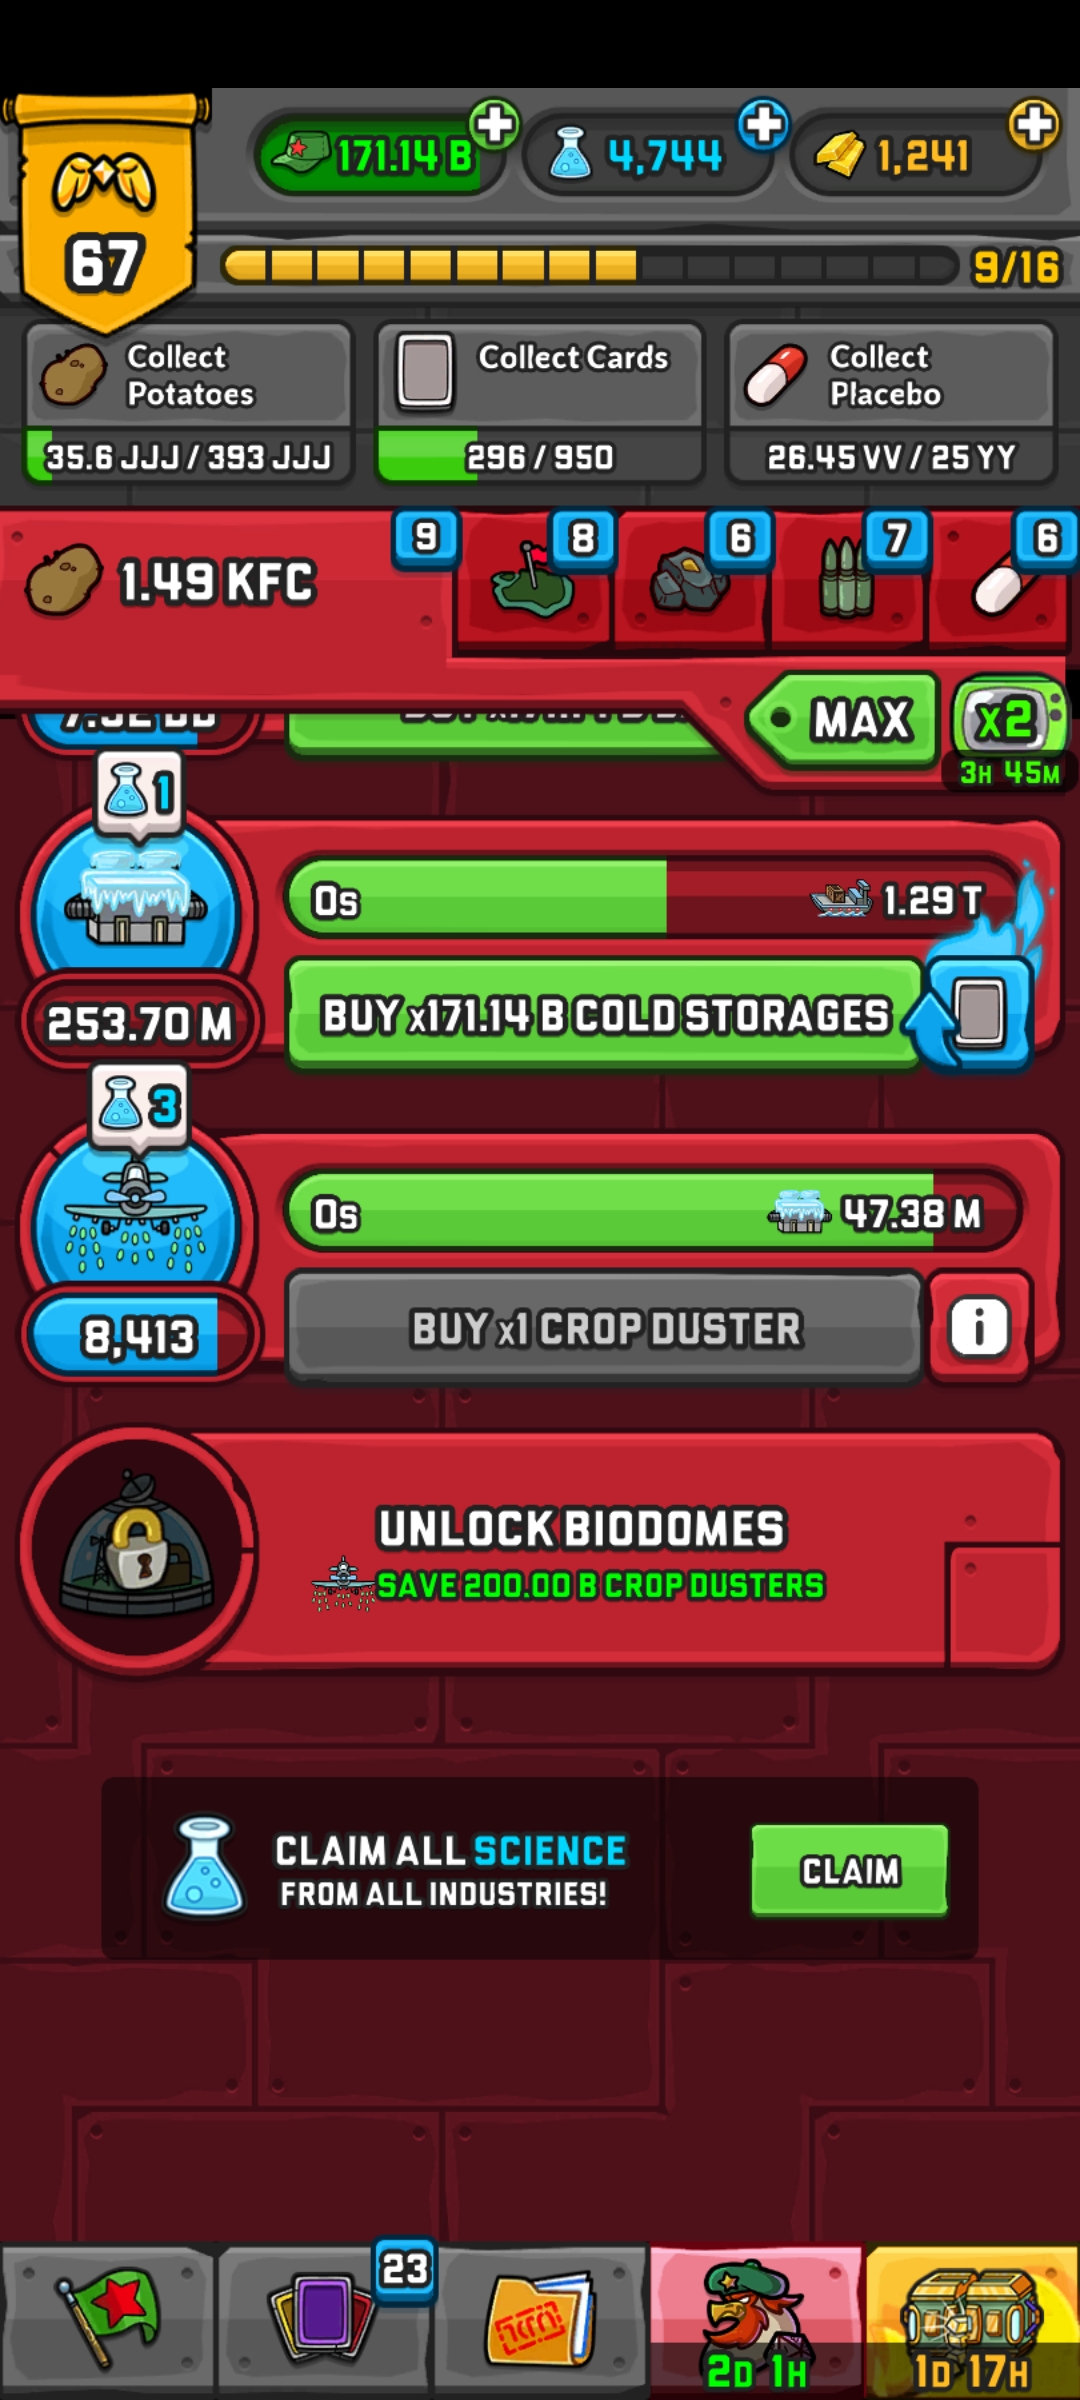 171.14 B
4,744
1,241
67
9/16
Collect
Potatoes
35.6 JJJ / 393 JJJ
Collect Cards
296 / 950
Collect
Placebo
26.45 VV / 25 YY
1.49 KFC
9
8
6
7
6
MAX
x2
3H 45M
1
0s
1.29 T
253.70 M
BUY x171.14 B COLD STORAGES
3
0s
47.38 M
8,413
BUY x1 CROP DUSTER
i
UNLOCK BIODOMES
SAVE 200.00 B CROP DUSTERS
CLAIM ALL SCIENCE
FROM ALL INDUSTRIES!
CLAIM
23
2D 1H
1D 17H